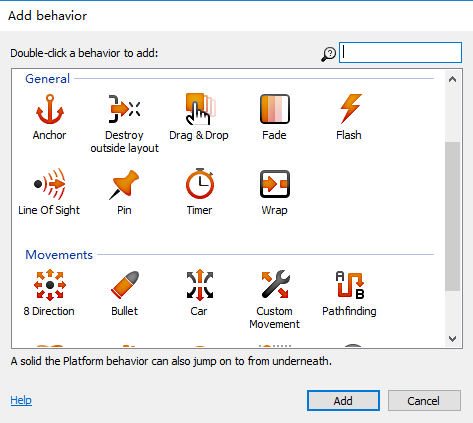 Add behavior
Double-click a behavior to add:
General
Anchor
Destroy
outside layout
Drag & Drop
Fade
Flash
Line Of Sight
Pin
Timer
Wrap
Movements
8 Direction
Bullet
Car
Custom
Movement
Pathfinding
A solid the Platform behavior can also jump on to from underneath.
Help
Add
Cancel